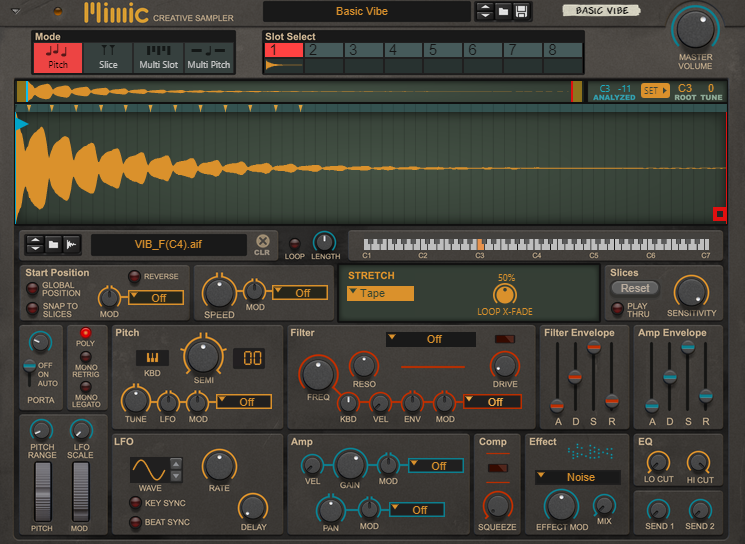 Mimic CREATIVE SAMPLER
Basic Vibe
BASIC VIBE
MASTER VOLUME
Mode
Pitch Slice Multi Slot Multi Pitch
Slot Select
1 2 3 4 5 6 7 8
C3 -11 SET C3 0
ANALYZED ROOT TUNE
VIB_F(C4).aif
CLR
LOOP LENGTH
C1 C2 C3 C4 C5 C6 C7
Start Position
REVERSE
GLOBAL POSITION
SNAP TO SLICES
MOD Off
SPEED MOD Off
STRETCH
Tape
50%
LOOP X-FADE
Slices
Reset
PLAY THRU
SENSITIVITY
OFF
ON
AUTO
PORTA
POLY
MONO RETRIG
MONO LEGATO
Pitch
KBD SEMI 00
TUNE LFO MOD Off
Filter
Off
FREQ RESO DRIVE
KBD VEL ENV MOD Off
Filter Envelope
A D S R
Amp Envelope
A D S R
PITCH RANGE
LFO SCALE
PITCH MOD
LFO
WAVE RATE
KEY SYNC
BEAT SYNC
DELAY
Amp
VEL GAIN MOD Off
PAN MOD Off
Comp
SQUEEZE
Effect
Noise
EFFECT MOD MIX
EQ
LO CUT HI CUT
SEND 1 SEND 2